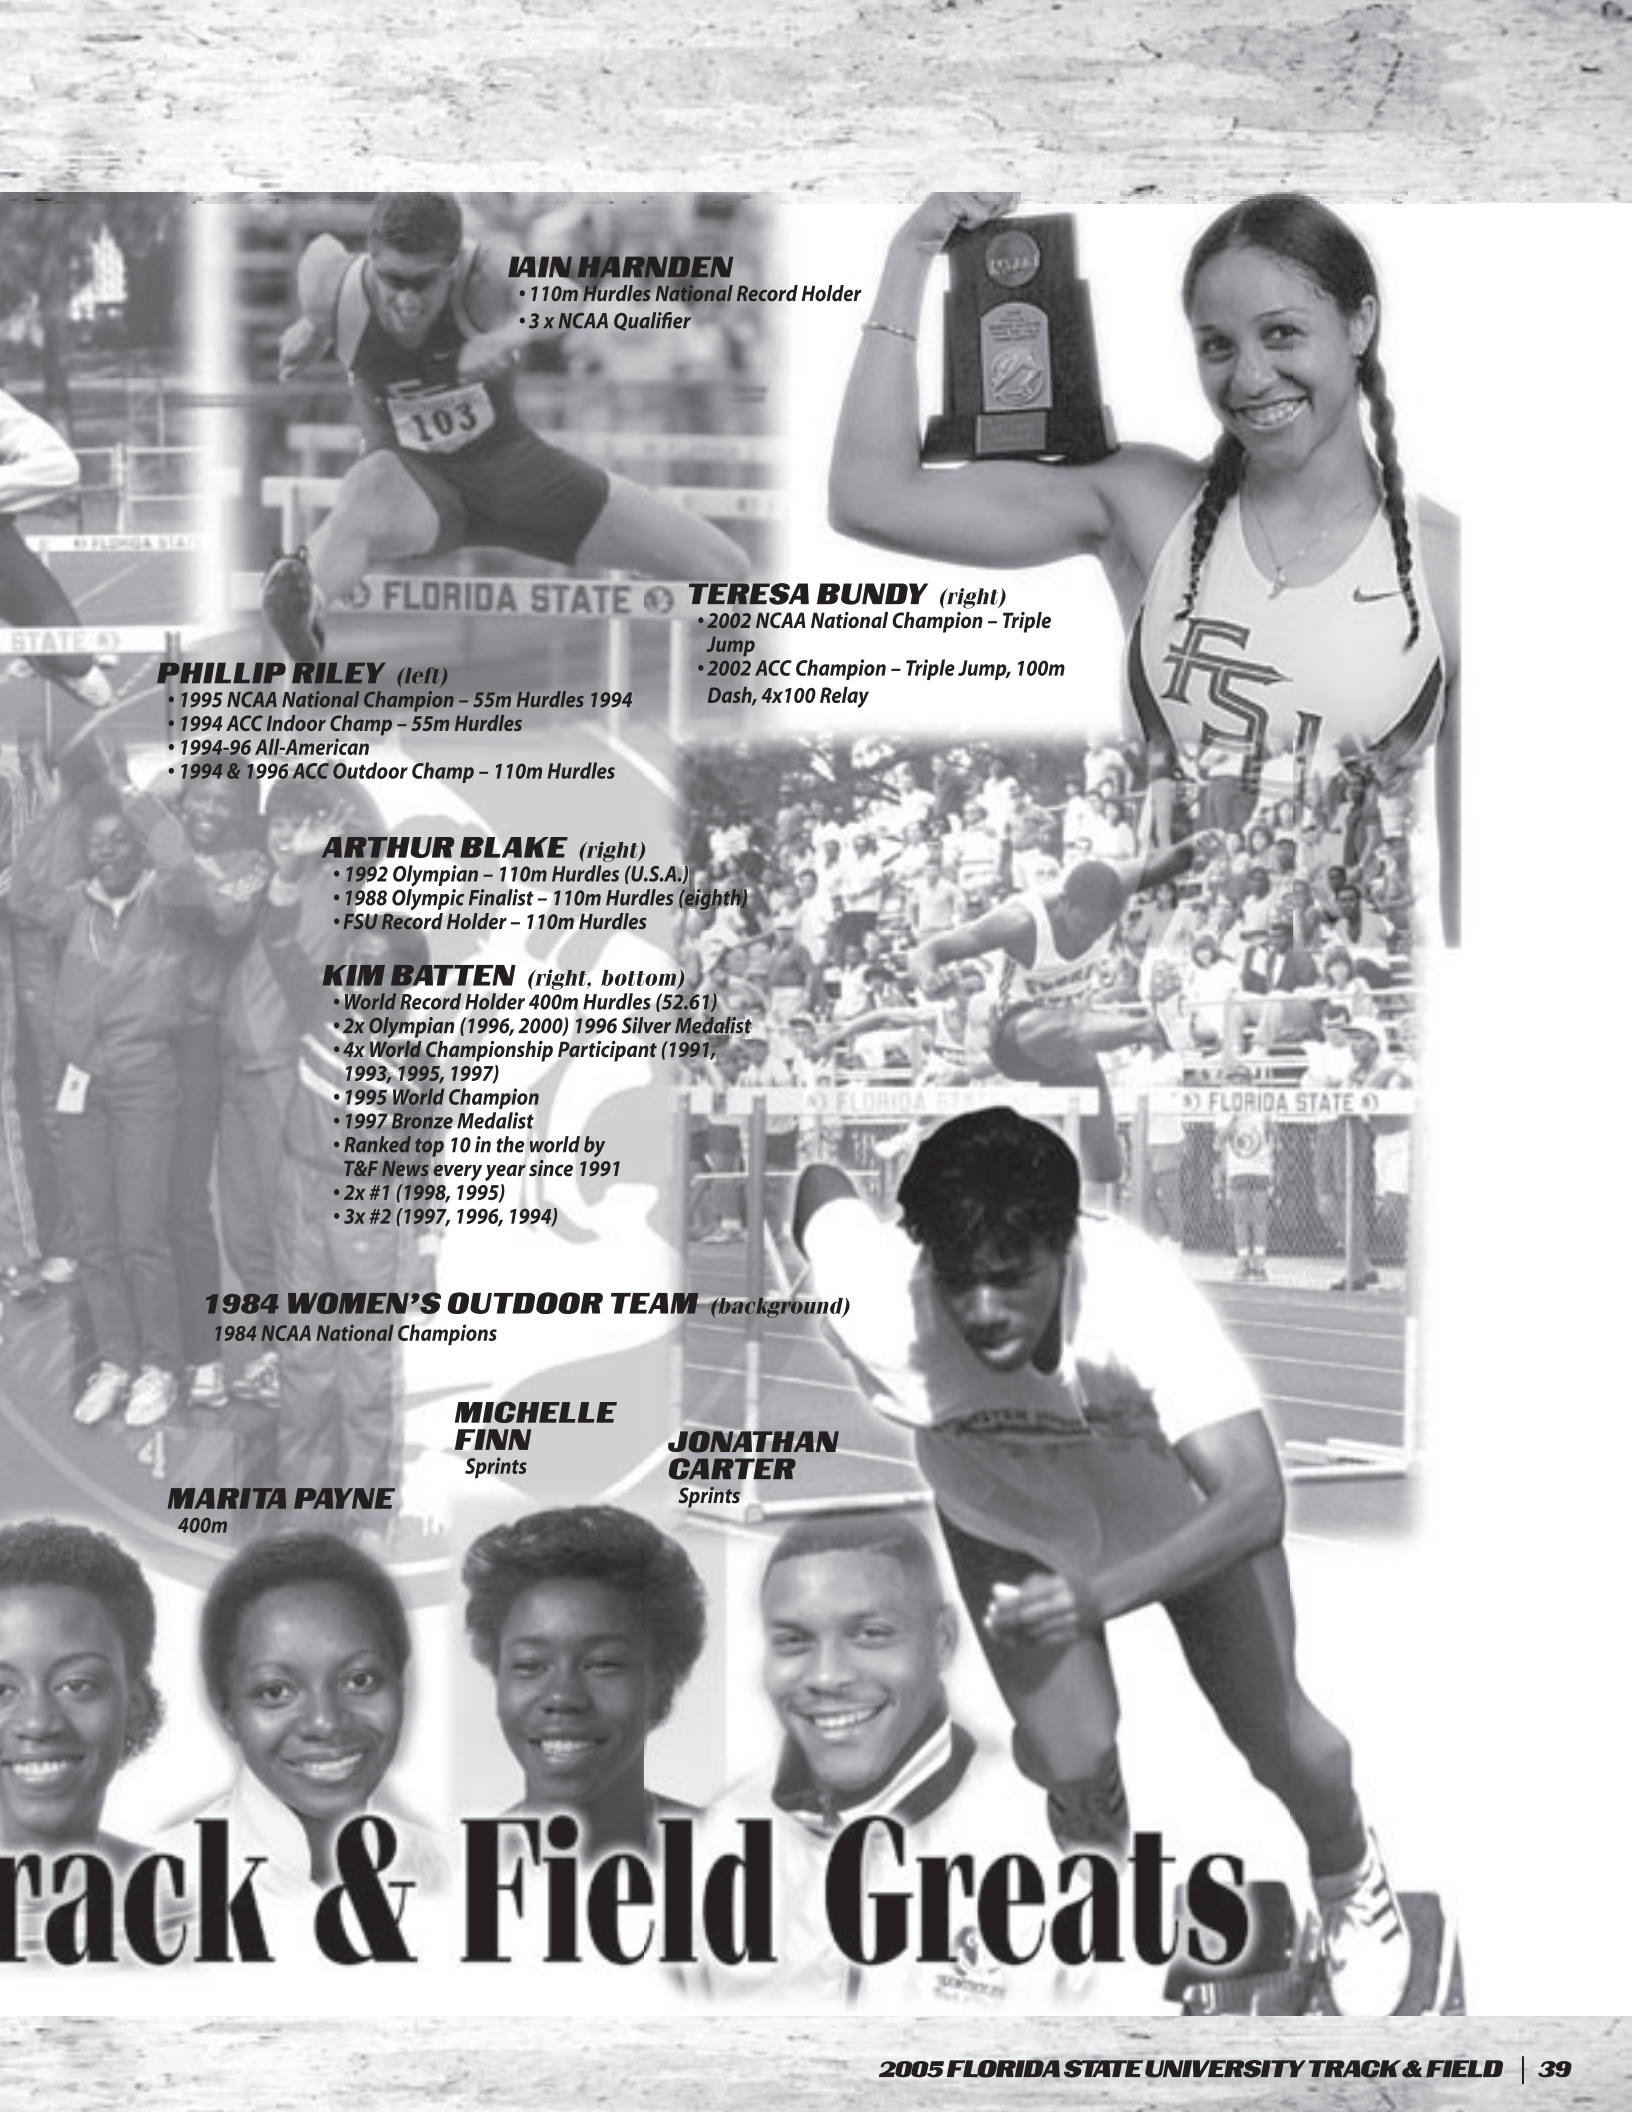 IAIN HARNDEN
• 110m Hurdles National Record Holder
• 3 x NCAA Qualifier
103
FLORIDA STATE
FLORIDA STATE
STATE
TERESA BUNDY (right)
• 2002 NCAA National Champion – Triple
Jump
• 2002 ACC Champion – Triple Jump, 100m
Dash, 4x100 Relay
FSU
PHILLIP RILEY (left)
• 1995 NCAA National Champion – 55m Hurdles 1994
• 1994 ACC Indoor Champ – 55m Hurdles
• 1994-96 All-American
• 1994 & 1996 ACC Outdoor Champ – 110m Hurdles
ARTHUR BLAKE (right)
• 1992 Olympian – 110m Hurdles (U.S.A.)
• 1988 Olympic Finalist – 110m Hurdles (eighth)
• FSU Record Holder – 110m Hurdles
KIM BATTEN (right, bottom)
• World Record Holder 400m Hurdles (52.61)
• 2x Olympian (1996, 2000) 1996 Silver Medalist
• 4x World Championship Participant (1991,
1993, 1995, 1997)
• 1995 World Champion
• 1997 Bronze Medalist
• Ranked top 10 in the world by
T&F News every year since 1991
• 2x #1 (1998, 1995)
• 3x #2 (1997, 1996, 1994)
FLORIDA STATE
FLORIDA STATE
1984 WOMEN'S OUTDOOR TEAM (background)
1984 NCAA National Champions
MICHELLE
FINN
Sprints
JONATHAN
CARTER
Sprints
MARITA PAYNE
400m
4
rack & Field Greats
2005 FLORIDA STATE UNIVERSITY TRACK & FIELD | 39